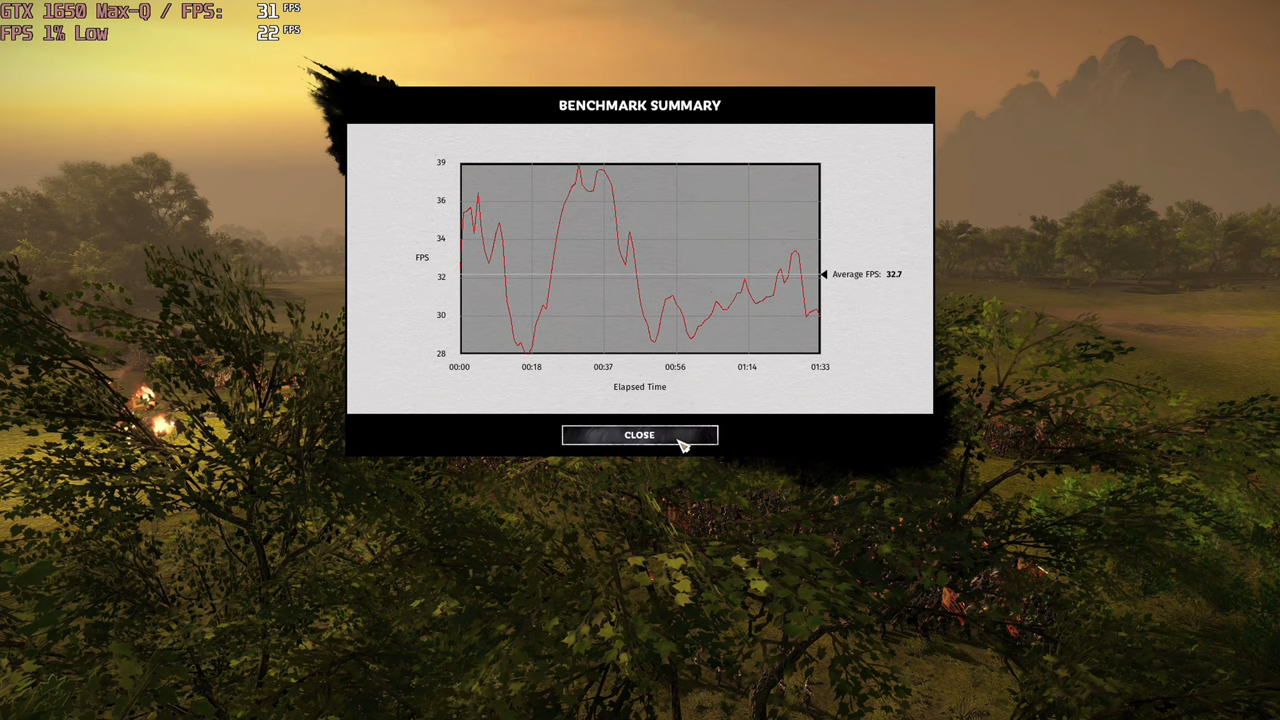 GTX 1650 Max-Q / FPS: 31 FPS
FPS 1% Low 22 FPS
BENCHMARK SUMMARY
39
36
34
FPS
32
Average FPS: 32.7
30
28
00:00 00:18 00:37 00:56 01:14 01:33
Elapsed Time
CLOSE